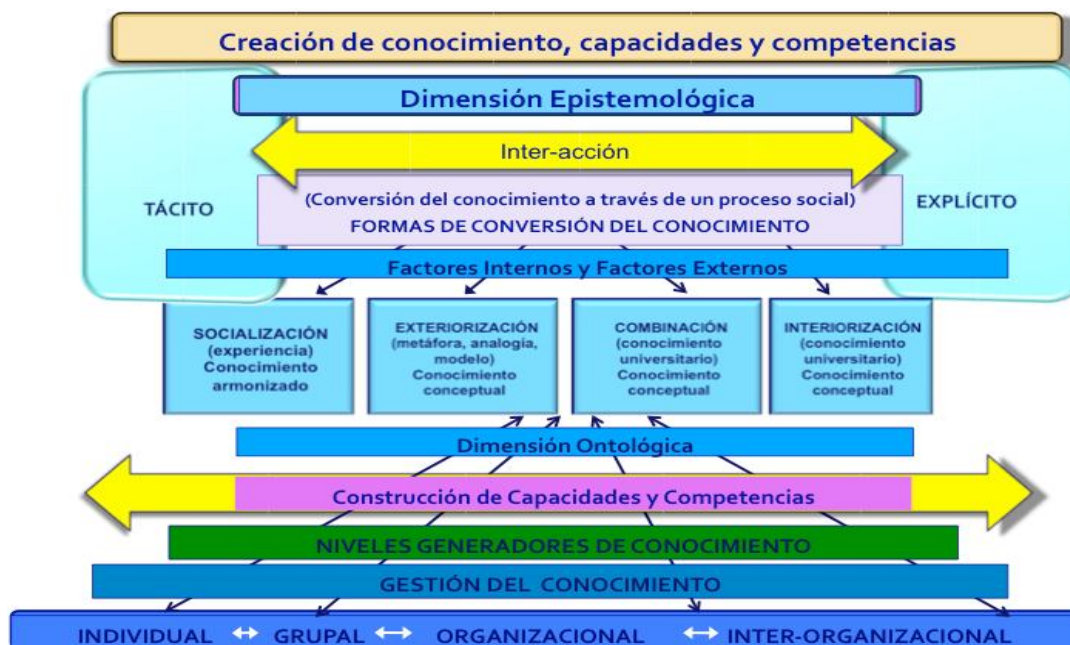 Creación de conocimiento, capacidades y competencias
Dimensión Epistemológica
Inter-acción
TÁCITO
(Conversión del conocimiento a través de un proceso social)
FORMAS DE CONVERSIÓN DEL CONOCIMIENTO
EXPLÍCITO
Factores Internos y Factores Externos
SOCIALIZACIÓN
(experiencia)
Conocimiento
armonizado
EXTERIORIZACIÓN
(metáfora, analogía,
modelo)
Conocimiento
conceptual
COMBINACIÓN
(conocimiento
universitario)
Conocimiento
conceptual
INTERIORIZACIÓN
(conocimiento
universitario)
Conocimiento
conceptual
Dimensión Ontológica
Construcción de Capacidades y Competencias
NIVELES GENERADORES DE CONOCIMIENTO
GESTIÓN DEL CONOCIMIENTO
INDIVIDUAL GRUPAL ORGANIZACIONAL INTER-ORGANIZACIONAL